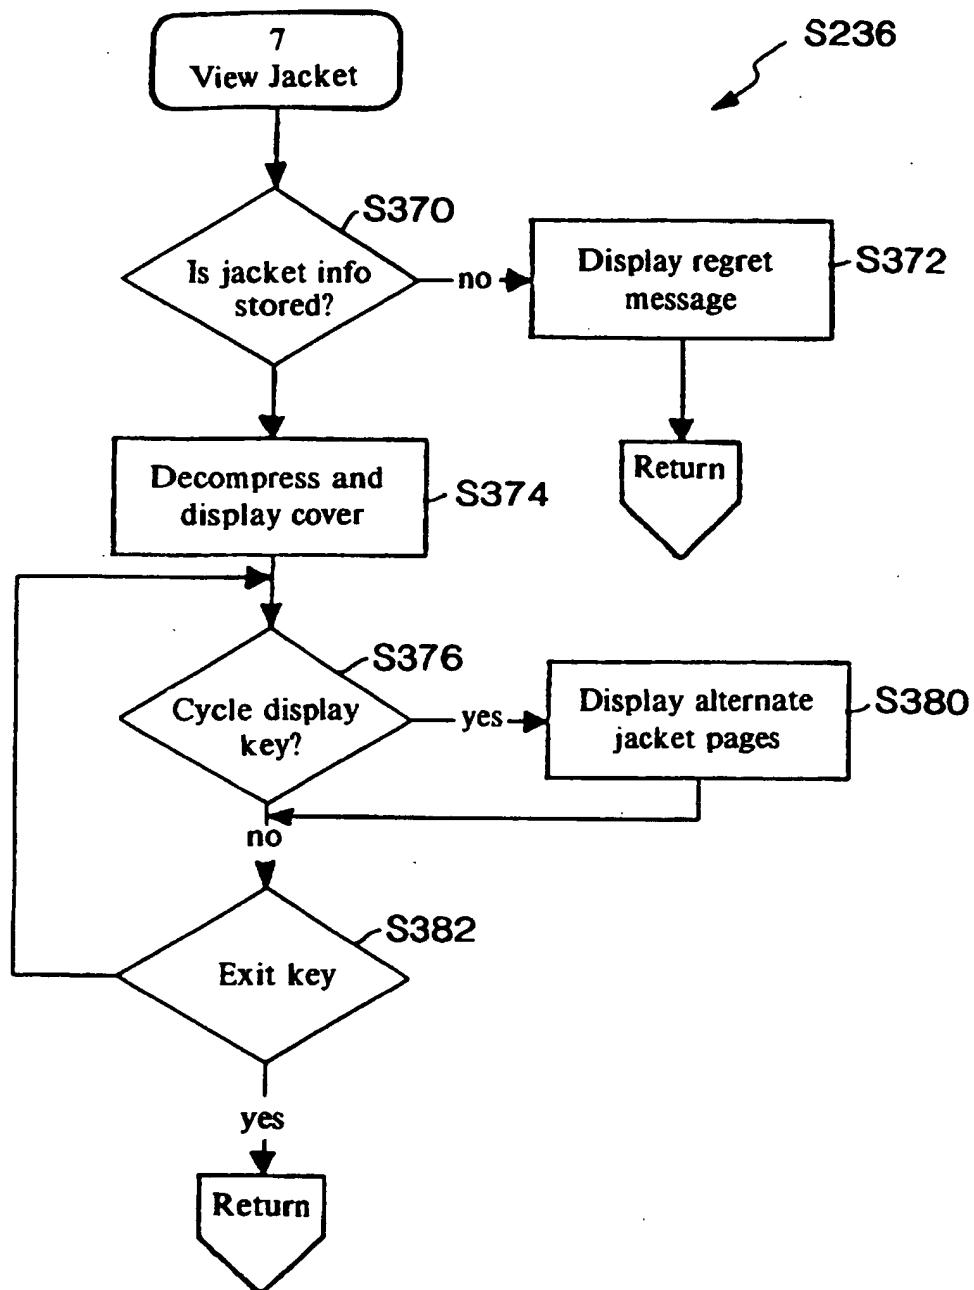 7
View Jacket
S236
S370
Is jacket info
stored?
no
Display regret
message
S372
Return
Decompress and
display cover
S374
S376
Cycle display
key?
yes
Display alternate
jacket pages
S380
no
S382
Exit key
yes
Return